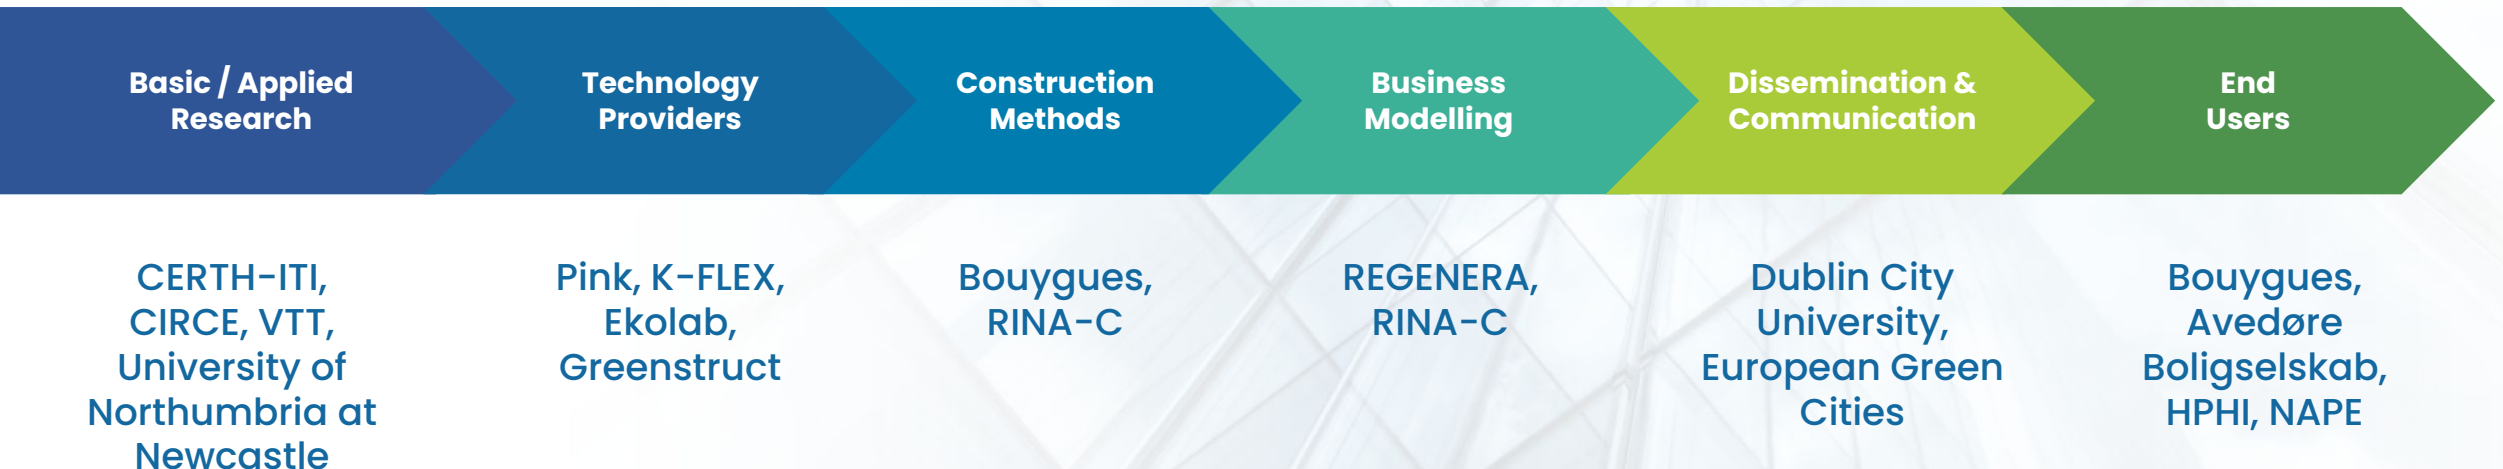 Basic / Applied
Research
Technology
Providers
Construction
Methods
Business
Modelling
Dissemination &
Communication
End
Users
CERTH-ITI,
CIRCE, VTT,
University of
Northumbria at
Newcastle
Pink, K-FLEX,
Ekolab,
Greenstruct
Bouygues,
RINA-C
REGENERA,
RINA-C
Dublin City
University,
European Green
Cities
Bouygues,
Avedøre
Boligselskab,
HPHI, NAPE